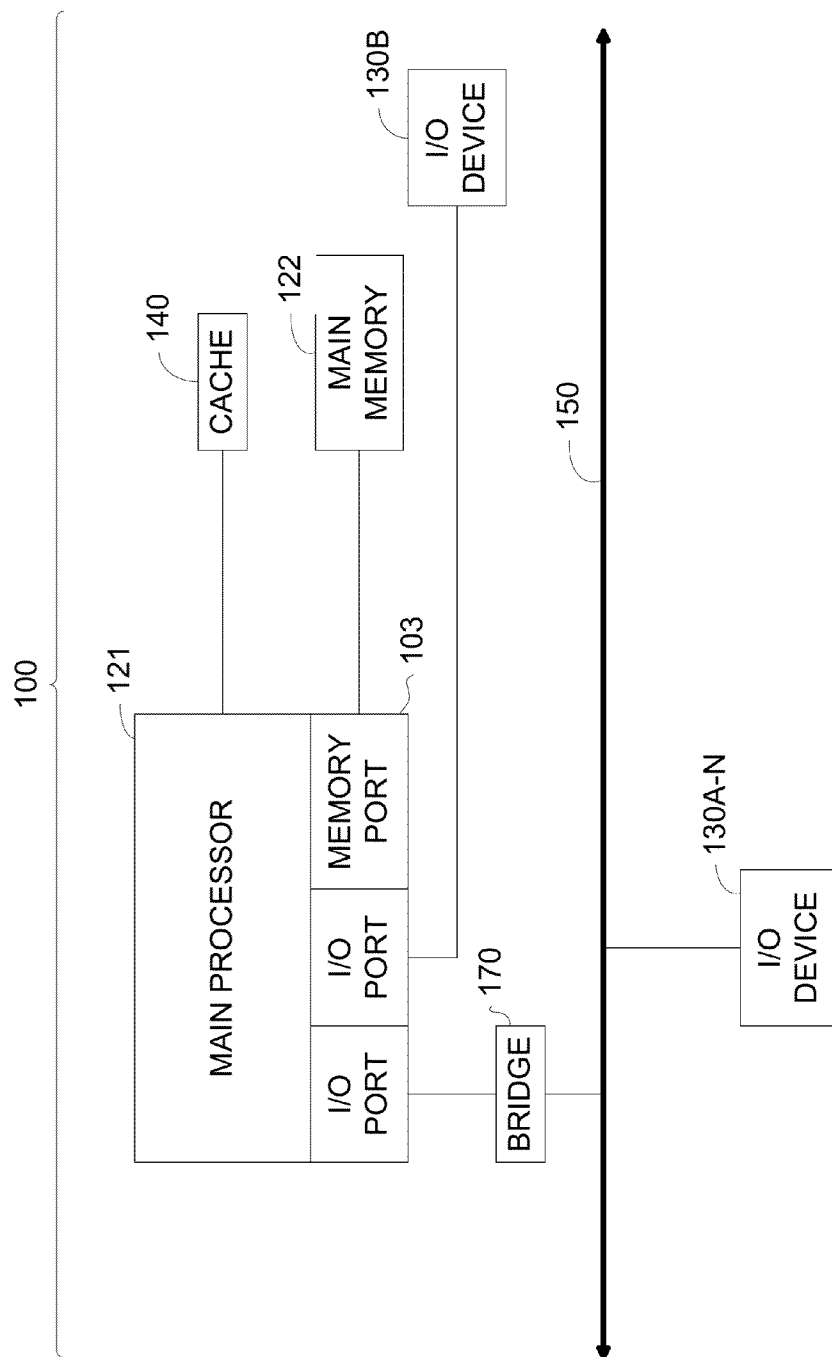 100
121
MAIN PROCESSOR
I/O
PORT
I/O
PORT
MEMORY
PORT
103
140
CACHE
122
MAIN
MEMORY
130B
I/O
DEVICE
170
BRIDGE
150
130A-N
I/O
DEVICE